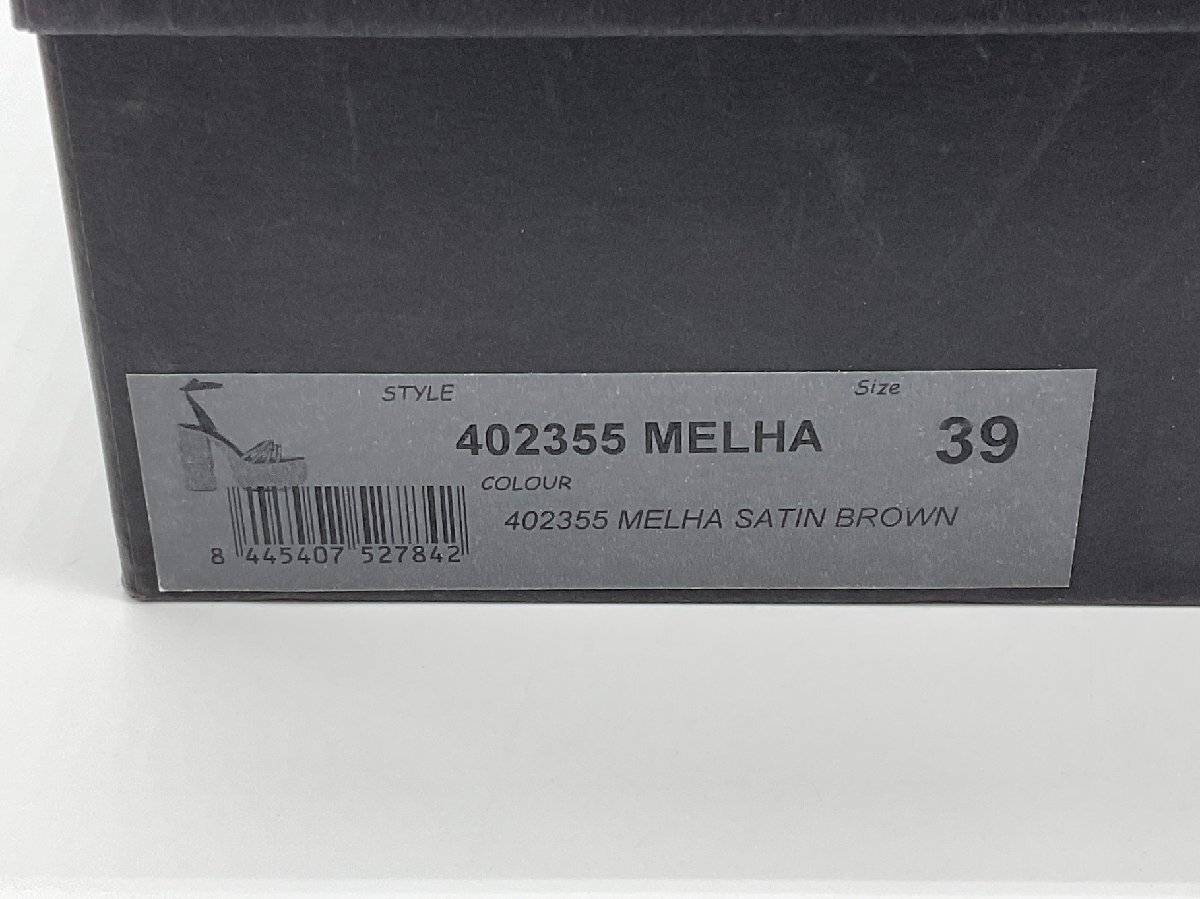 STYLE
Size
402355 MELHA
39
COLOUR
402355 MELHA SATIN BROWN
8 445407 527842